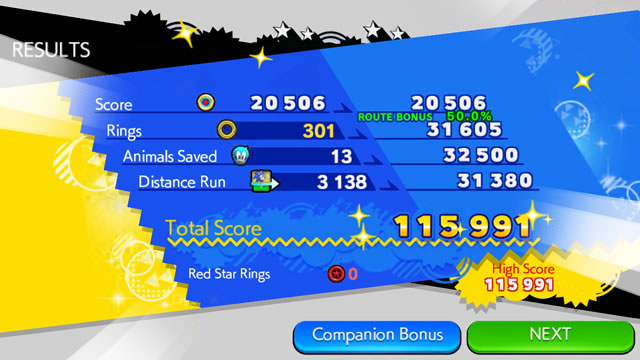 RESULTS
Score 20 506 20 506
ROUTE BONUS 50.0%
Rings 301 31 605
Animals Saved 13 32 500
Distance Run 3 138 31 380
Total Score 115 991
Red Star Rings 0
High Score
115 991
Companion Bonus NEXT